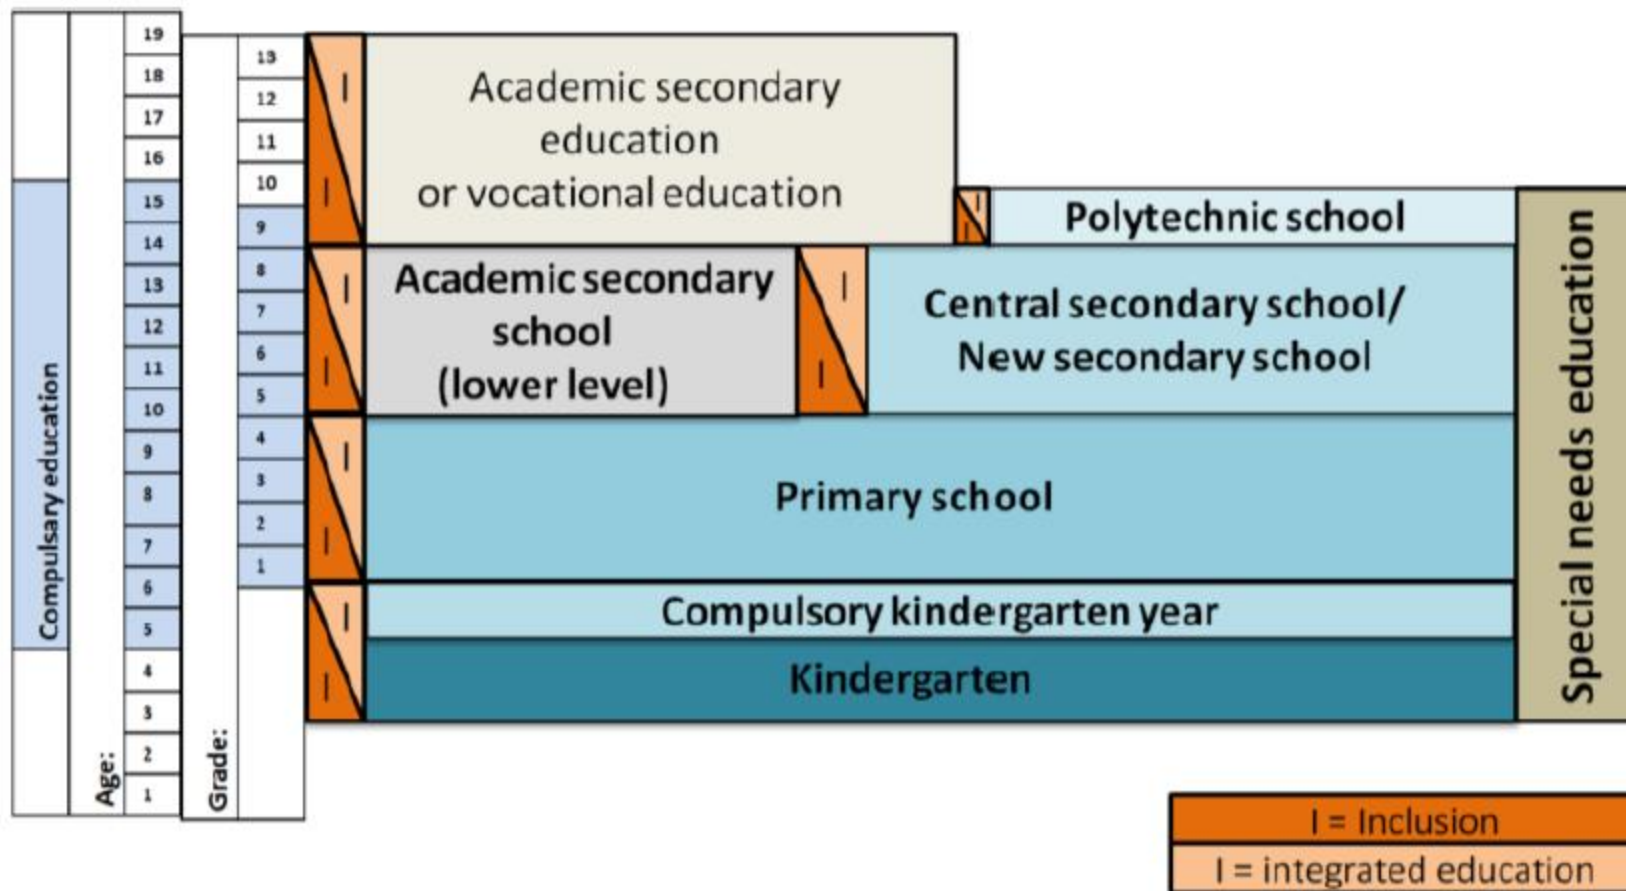 Compulsary education
Age:
19
18
17
16
15
14
13
12
11
10
9
8
7
6
5
4
3
2
1
Grade:
13
12
11
10
9
8
7
6
5
4
3
2
1
I
I
Academic secondary
education
or vocational education
I
I
Polytechnic school
I
I
Academic secondary
school
(lower level)
I
I
Central secondary school/
New secondary school
I
I
Primary school
I
I
Compulsory kindergarten year
Kindergarten
Special needs education
I = Inclusion
I = integrated education